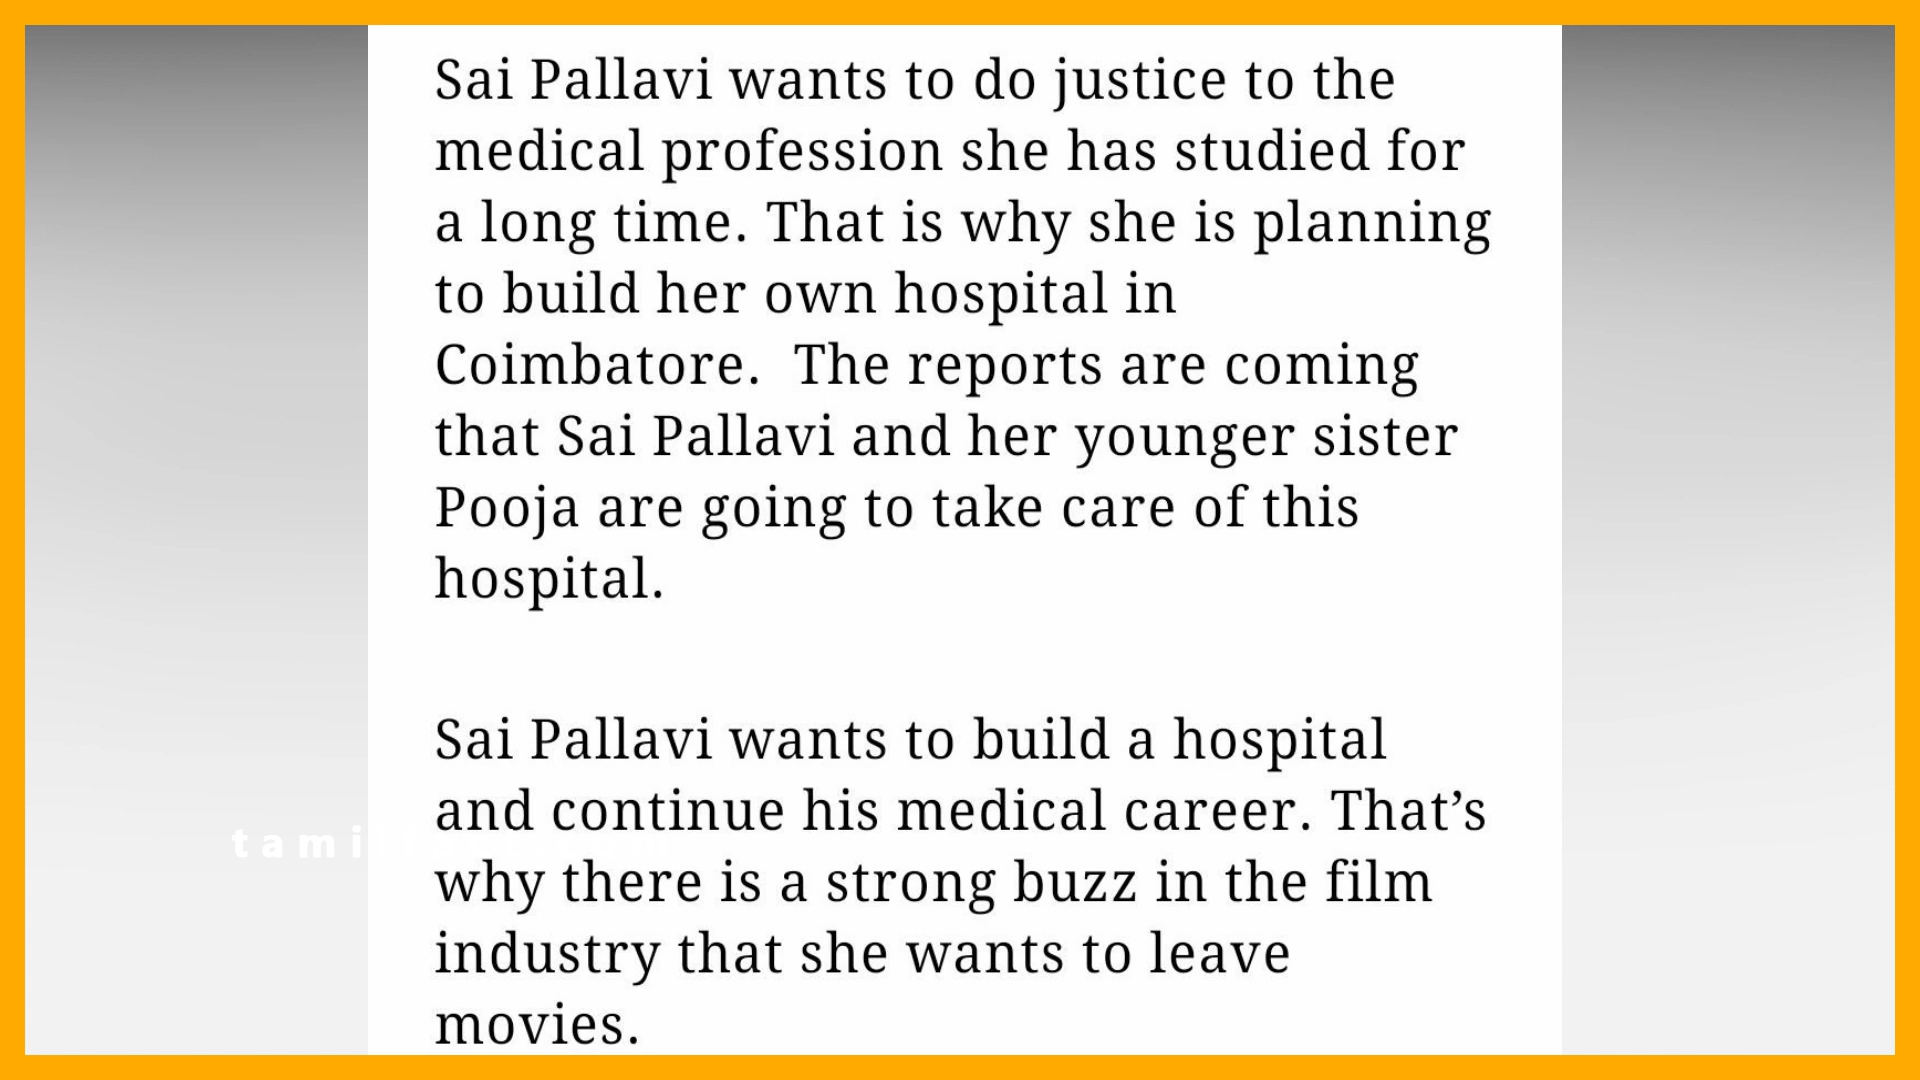 Sai Pallavi wants to do justice to the
medical profession she has studied for
a long time. That is why she is planning
to build her own hospital in
Coimbatore.  The reports are coming
that Sai Pallavi and her younger sister
Pooja are going to take care of this
hospital.
Sai Pallavi wants to build a hospital
and continue his medical career. That’s
why there is a strong buzz in the film
industry that she wants to leave
movies.
tami